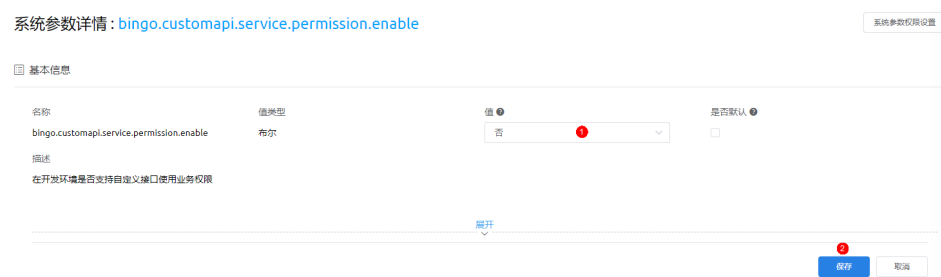 系统参数详情 : bingo.customapi.service.permission.enable
系统参数权限设置
基本信息
名称
值类型
值
是否默认
bingo.customapi.service.permission.enable
布尔
否
1
描述
在开发环境是否支持自定义接口使用业务权限
展开
2
保存
取消